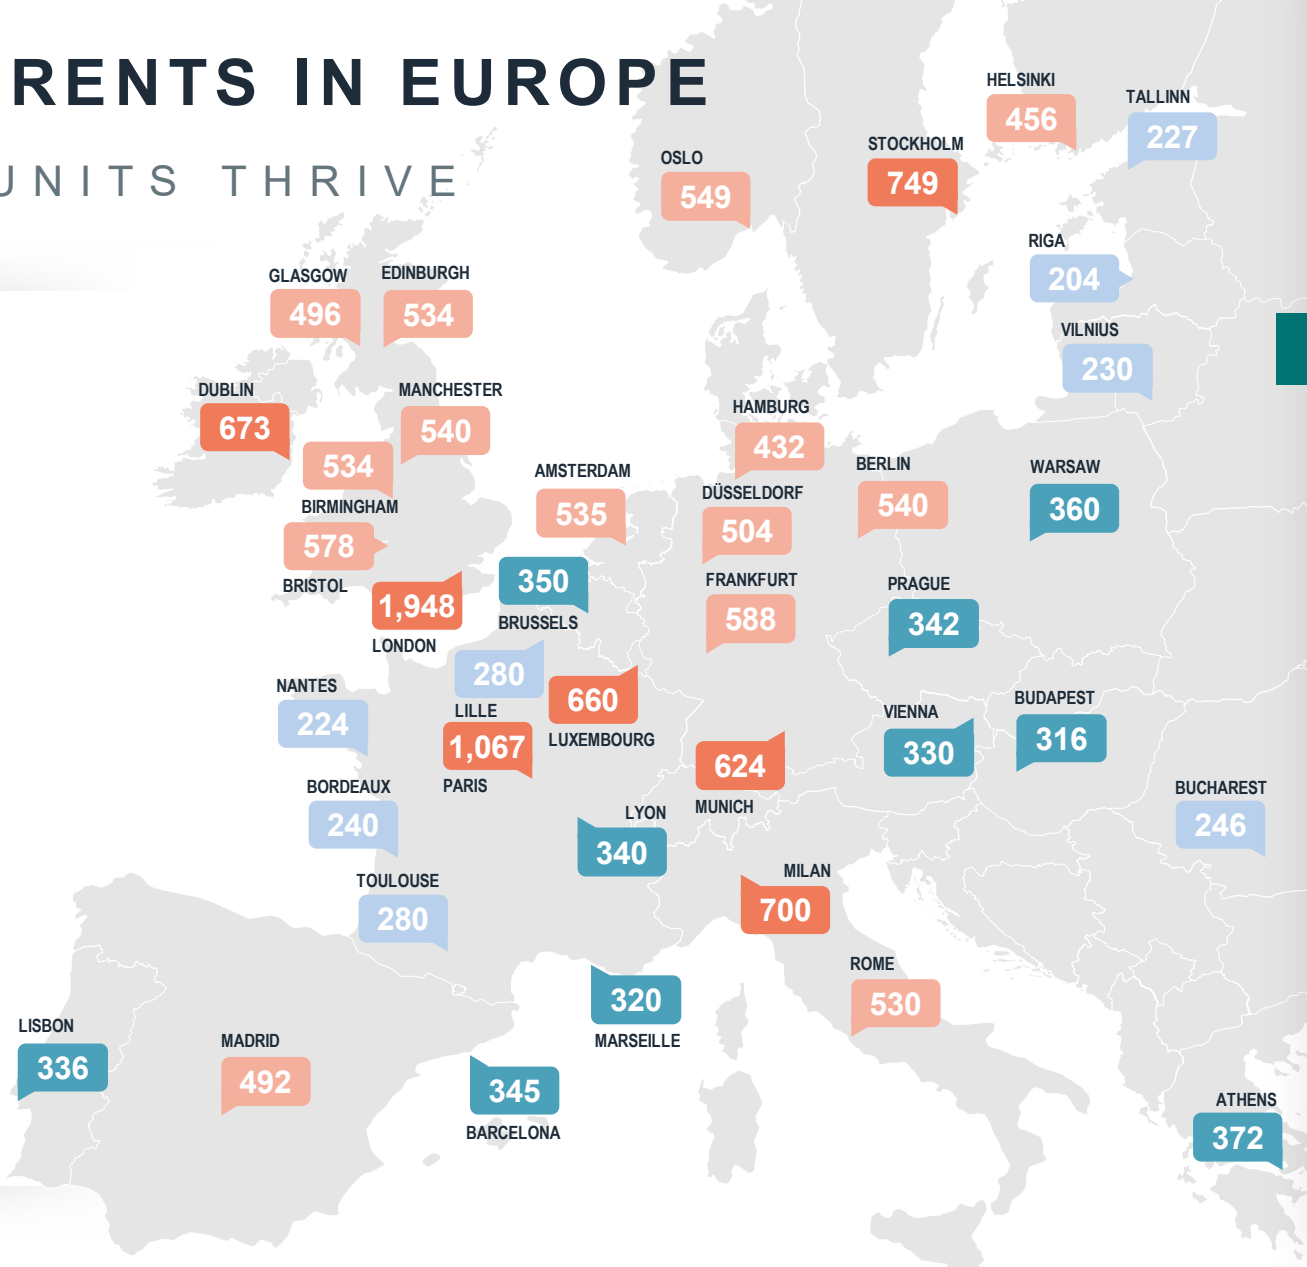 RENTS IN EUROPE
UNITS THRIVE
HELSINKI
456
TALLINN
227
STOCKHOLM
749
OSLO
549
RIGA
204
GLASGOW
496
EDINBURGH
534
VILNIUS
230
DUBLIN
673
MANCHESTER
540
HAMBURG
432
534
BIRMINGHAM
AMSTERDAM
535
BERLIN
540
WARSAW
360
DÜSSELDORF
504
578
BRISTOL
350
BRUSSELS
FRANKFURT
588
PRAGUE
342
1,948
LONDON
280
LILLE
660
LUXEMBOURG
NANTES
224
1,067
PARIS
624
MUNICH
VIENNA
330
BUDAPEST
316
BORDEAUX
240
LYON
340
BUCHAREST
246
TOULOUSE
280
MILAN
700
ROME
530
320
MARSEILLE
LISBON
336
MADRID
492
345
BARCELONA
ATHENS
372